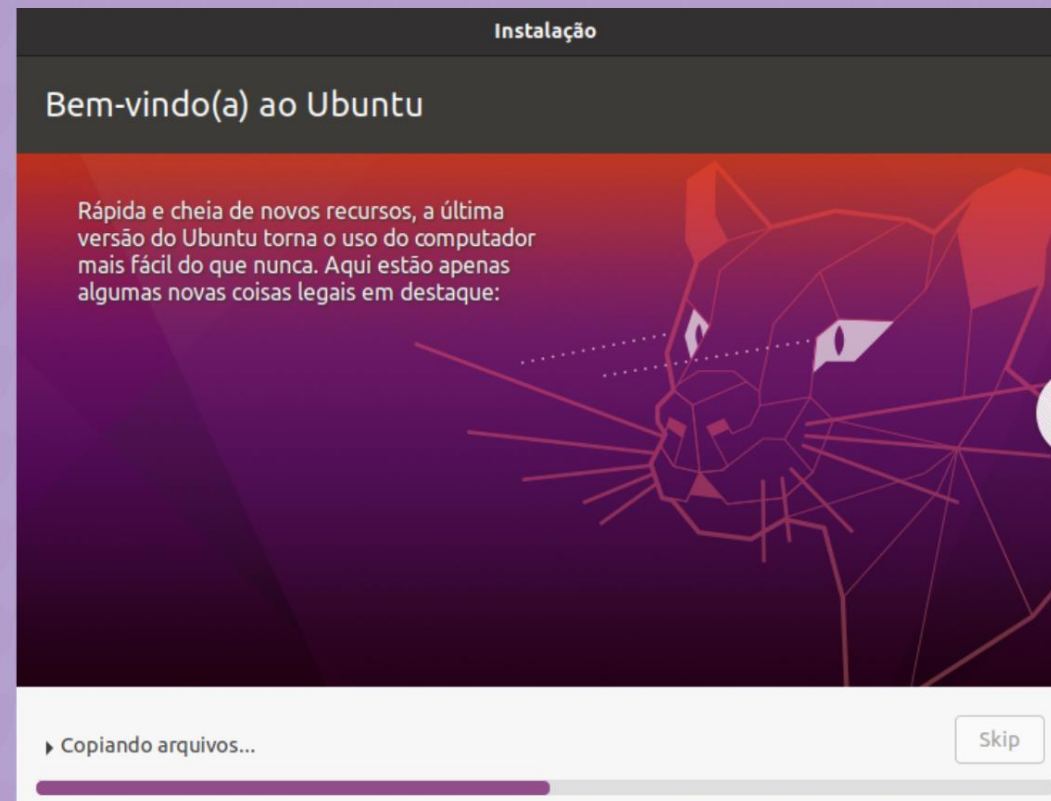 Instalação
Bem-vindo(a) ao Ubuntu
Rápida e cheia de novos recursos, a última
versão do Ubuntu torna o uso do computador
mais fácil do que nunca. Aqui estão apenas
algumas novas coisas legais em destaque:
Copiando arquivos...
Skip